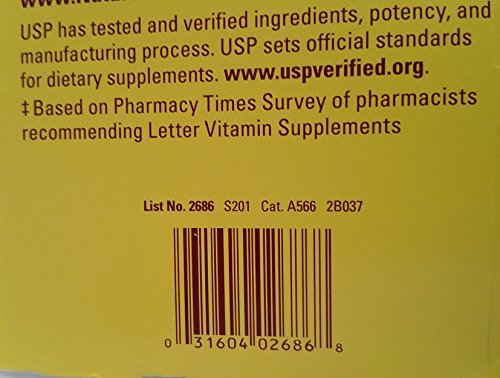 USP has tested and verified ingredients, potency, and
manufacturing process. USP sets official standards
for dietary supplements. www.uspverified.org.
‡Based on Pharmacy Times Survey of pharmacists
recommending Letter Vitamin Supplements
List No. 2686 S201 Cat. A566 2B037
0 31604 02686 8